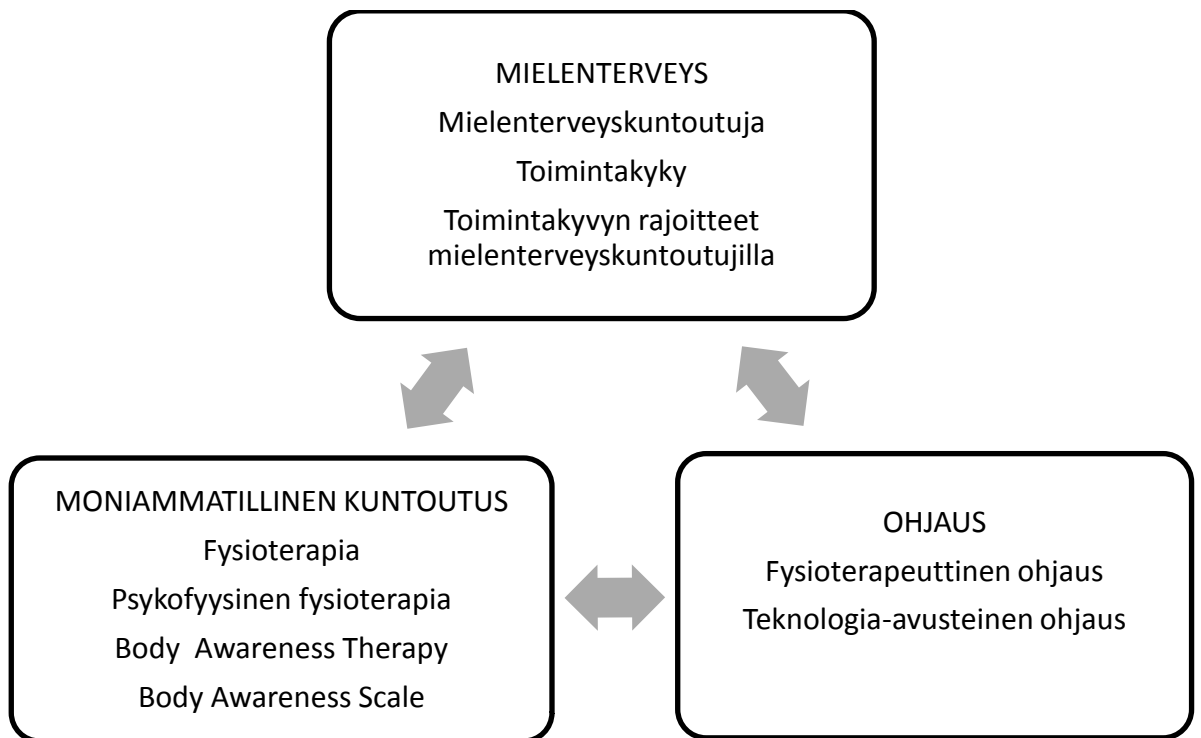 MIELENTERVEYS
Mielenterveyskuntoutuja
Toimintakyky
Toimintakyvyn rajoitteet
mielenterveyskuntoutujilla
MONIAMMATILLINEN KUNTOUTUS
Fysioterapia
Psykofyysinen fysioterapia
Body Awareness Therapy
Body Awareness Scale
OHJAUS
Fysioterapeuttinen ohjaus
Teknologia-avusteinen ohjaus